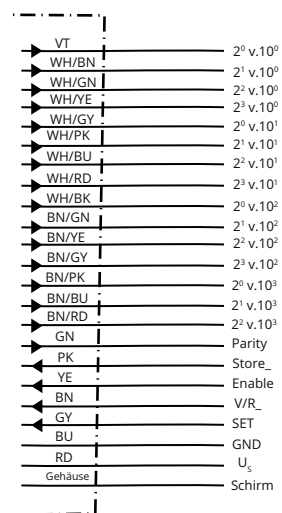 VT 2⁰ v.10⁰
WH/BN 2¹ v.10⁰
WH/GN 2² v.10⁰
WH/YE 2³ v.10⁰
WH/GY 2⁰ v.10¹
WH/PK 2¹ v.10¹
WH/BU 2² v.10¹
WH/RD 2³ v.10¹
WH/BK 2⁰ v.10²
BN/GN 2¹ v.10²
BN/YE 2² v.10²
BN/GY 2³ v.10²
BN/PK 2⁰ v.10³
BN/BU 2¹ v.10³
BN/RD 2² v.10³
GN Parity
PK Store_
YE Enable
BN V/R_
GY SET
BU GND
RD Uₛ
Gehäuse Schirm